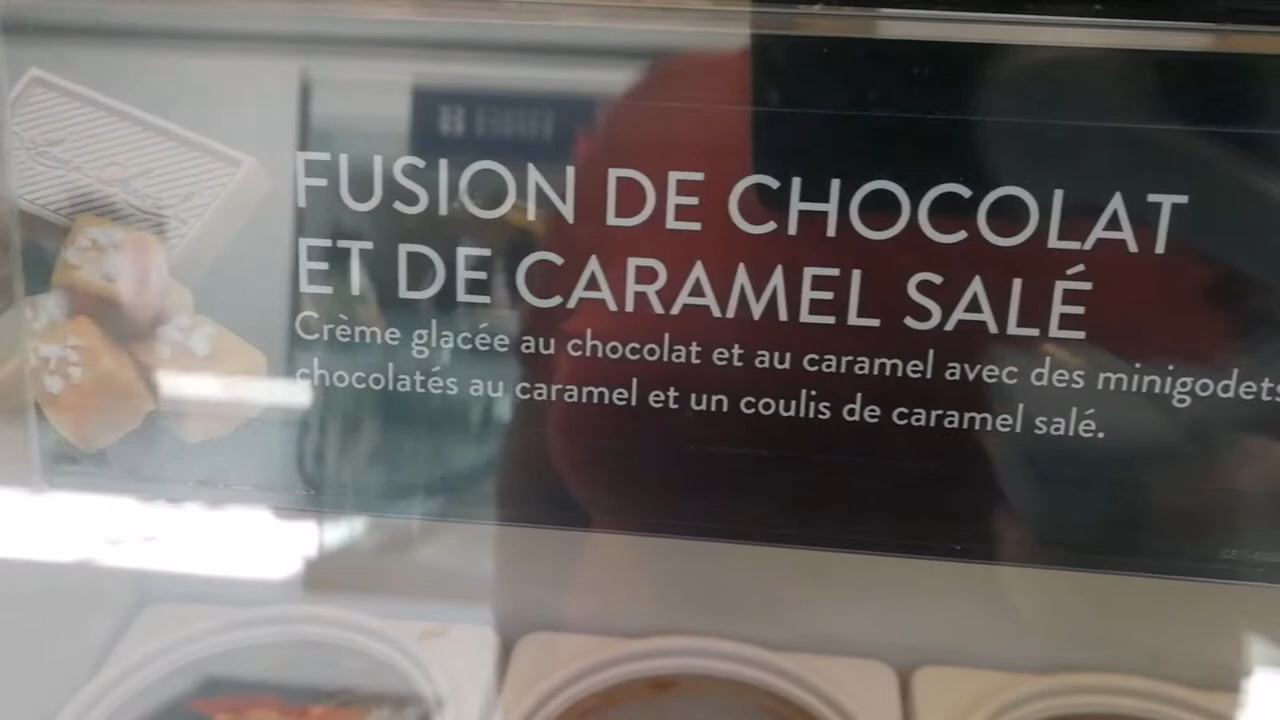 FUSION DE CHOCOLAT
ET DE CARAMEL SALÉ
Crème glacée au chocolat et au caramel avec des minigodets
chocolatés au caramel et un coulis de caramel salé.